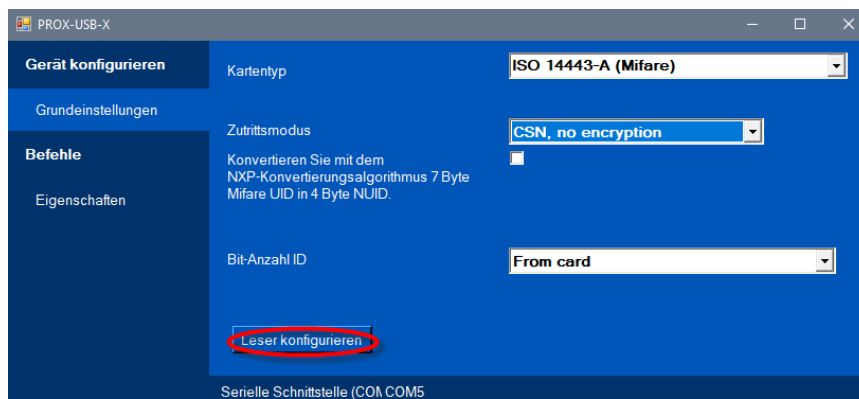 PROX-USB-X
Gerät konfigurieren
Grundeinstellungen
Befehle
Eigenschaften
Kartentyp
ISO 14443-A (Mifare)
Zutrittsmodus
CSN, no encryption
Konvertieren Sie mit dem
NXP-Konvertierungsalgorithmus 7 Byte
Mifare UID in 4 Byte NUID.
Bit-Anzahl ID
From card
Leser konfigurieren
Serielle Schnittstelle (COM COM5